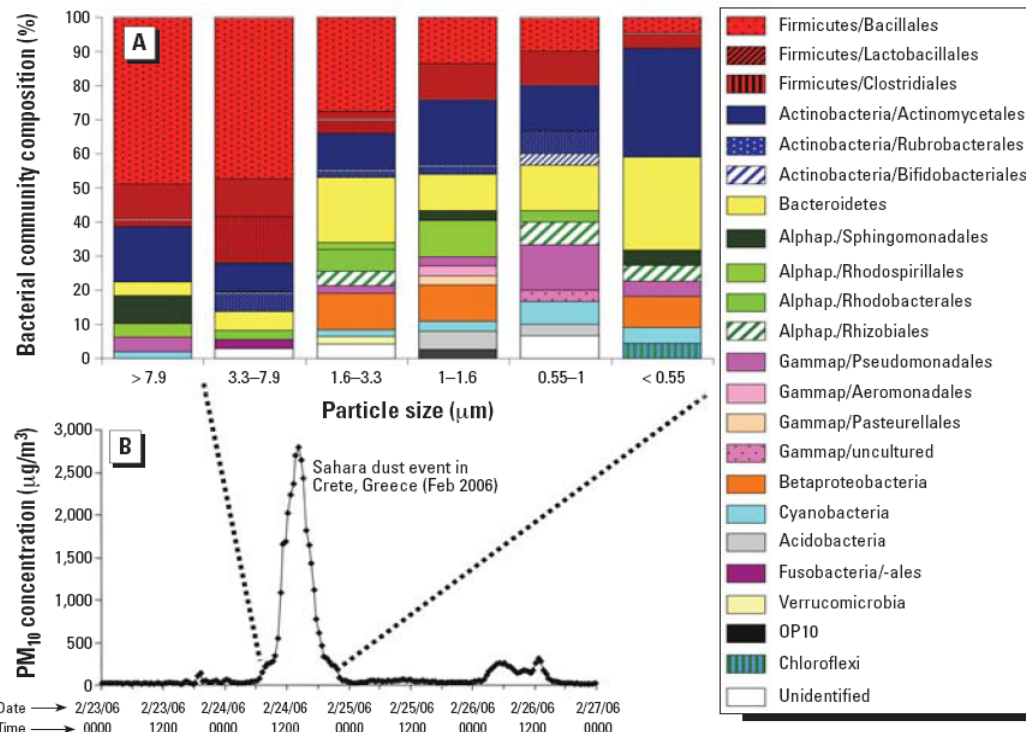 A
Bacterial community composition (%)
100
90
80
70
60
50
40
30
20
10
0
> 7.9 3.3–7.9 1.6–3.3 1–1.6 0.55–1 < 0.55
Particle size (μm)
B
PM10 concentration (μg/m³)
3,000
2,500
2,000
1,500
1,000
500
0
Sahara dust event in
Crete, Greece (Feb 2006)
Date 2/23/06 2/23/06 2/24/06 2/24/06 2/25/06 2/25/06 2/26/06 2/26/06 2/27/06
Time 0000 1200 0000 1200 0000 1200 0000 1200 0000
Firmicutes/Bacillales
Firmicutes/Lactobacillales
Firmicutes/Clostridiales
Actinobacteria/Actinomycetales
Actinobacteria/Rubrobacterales
Actinobacteria/Bifidobacteriales
Bacteroidetes
Alphap./Sphingomonadales
Alphap./Rhodospirillales
Alphap./Rhodobacterales
Alphap./Rhizobiales
Gammap/Pseudomonadales
Gammap/Aeromonadales
Gammap/Pasteurellales
Gammap/uncultured
Betaproteobacteria
Cyanobacteria
Acidobacteria
Fusobacteria/-ales
Verrucomicrobia
OP10
Chloroflexi
Unidentified